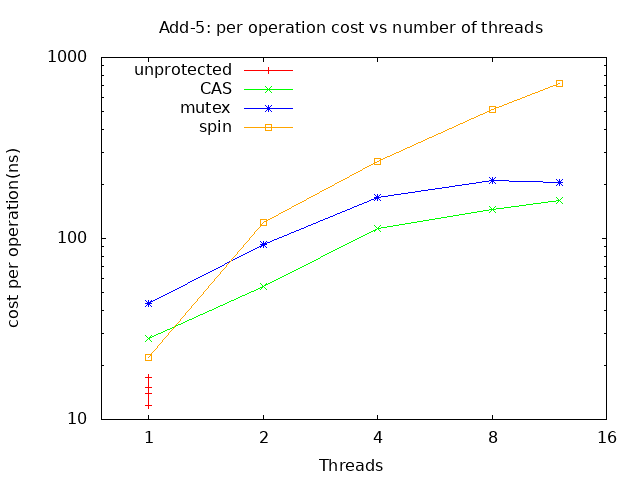 Add-5: per operation cost vs number of threads
1000
100
10
cost per operation(ns)
unprotected
CAS
mutex
spin
1 2 4 8 16
Threads